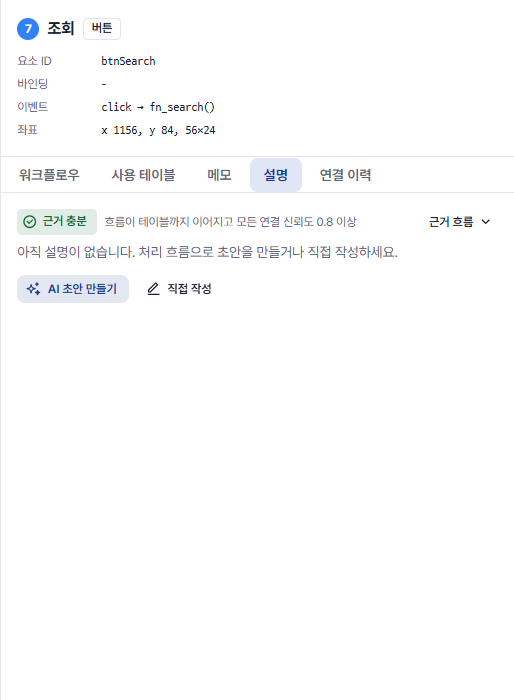 7 조회 버튼
요소 ID btnSearch
바인딩 -
이벤트 click → fn_search()
좌표 x 1156, y 84, 56×24
워크플로우 사용 테이블 메모 설명 연결 이력
근거 충분 흐름이 테이블까지 이어지고 모든 연결 신뢰도 0.8 이상 근거 흐름
아직 설명이 없습니다. 처리 흐름으로 초안을 만들거나 직접 작성하세요.
AI 초안 만들기 직접 작성